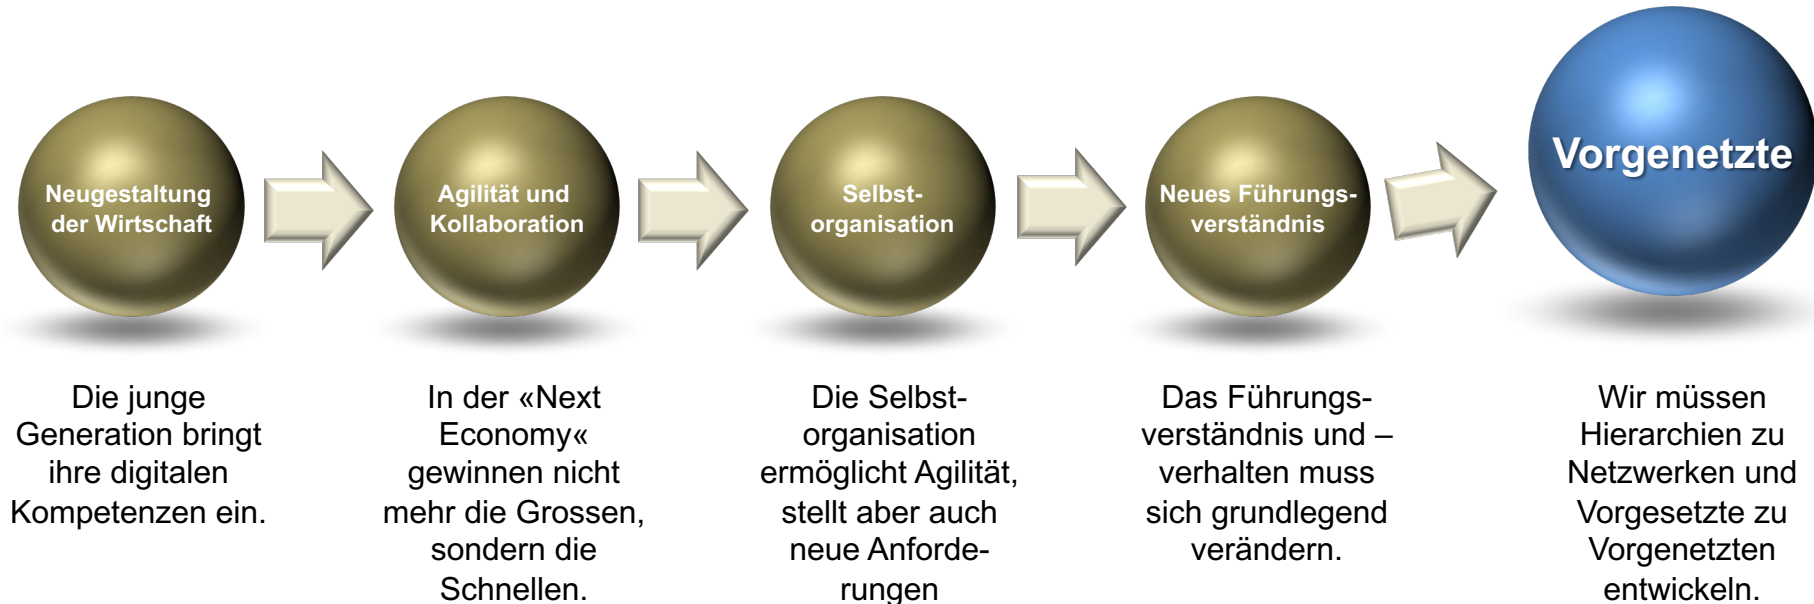 Neugestaltung
der Wirtschaft
Agilität und
Kollaboration
Selbst-
organisation
Neues Führungs-
verständnis
Vorgenetzte
Die junge
Generation bringt
ihre digitalen
Kompetenzen ein.
In der «Next
Economy«
gewinnen nicht
mehr die Grossen,
sondern die
Schnellen.
Die Selbst-
organisation
ermöglicht Agilität,
stellt aber auch
neue Anforde-
rungen
Das Führungs-
verständnis und –
verhalten muss
sich grundlegend
verändern.
Wir müssen
Hierarchien zu
Netzwerken und
Vorgesetzte zu
Vorgenetzten
entwickeln.